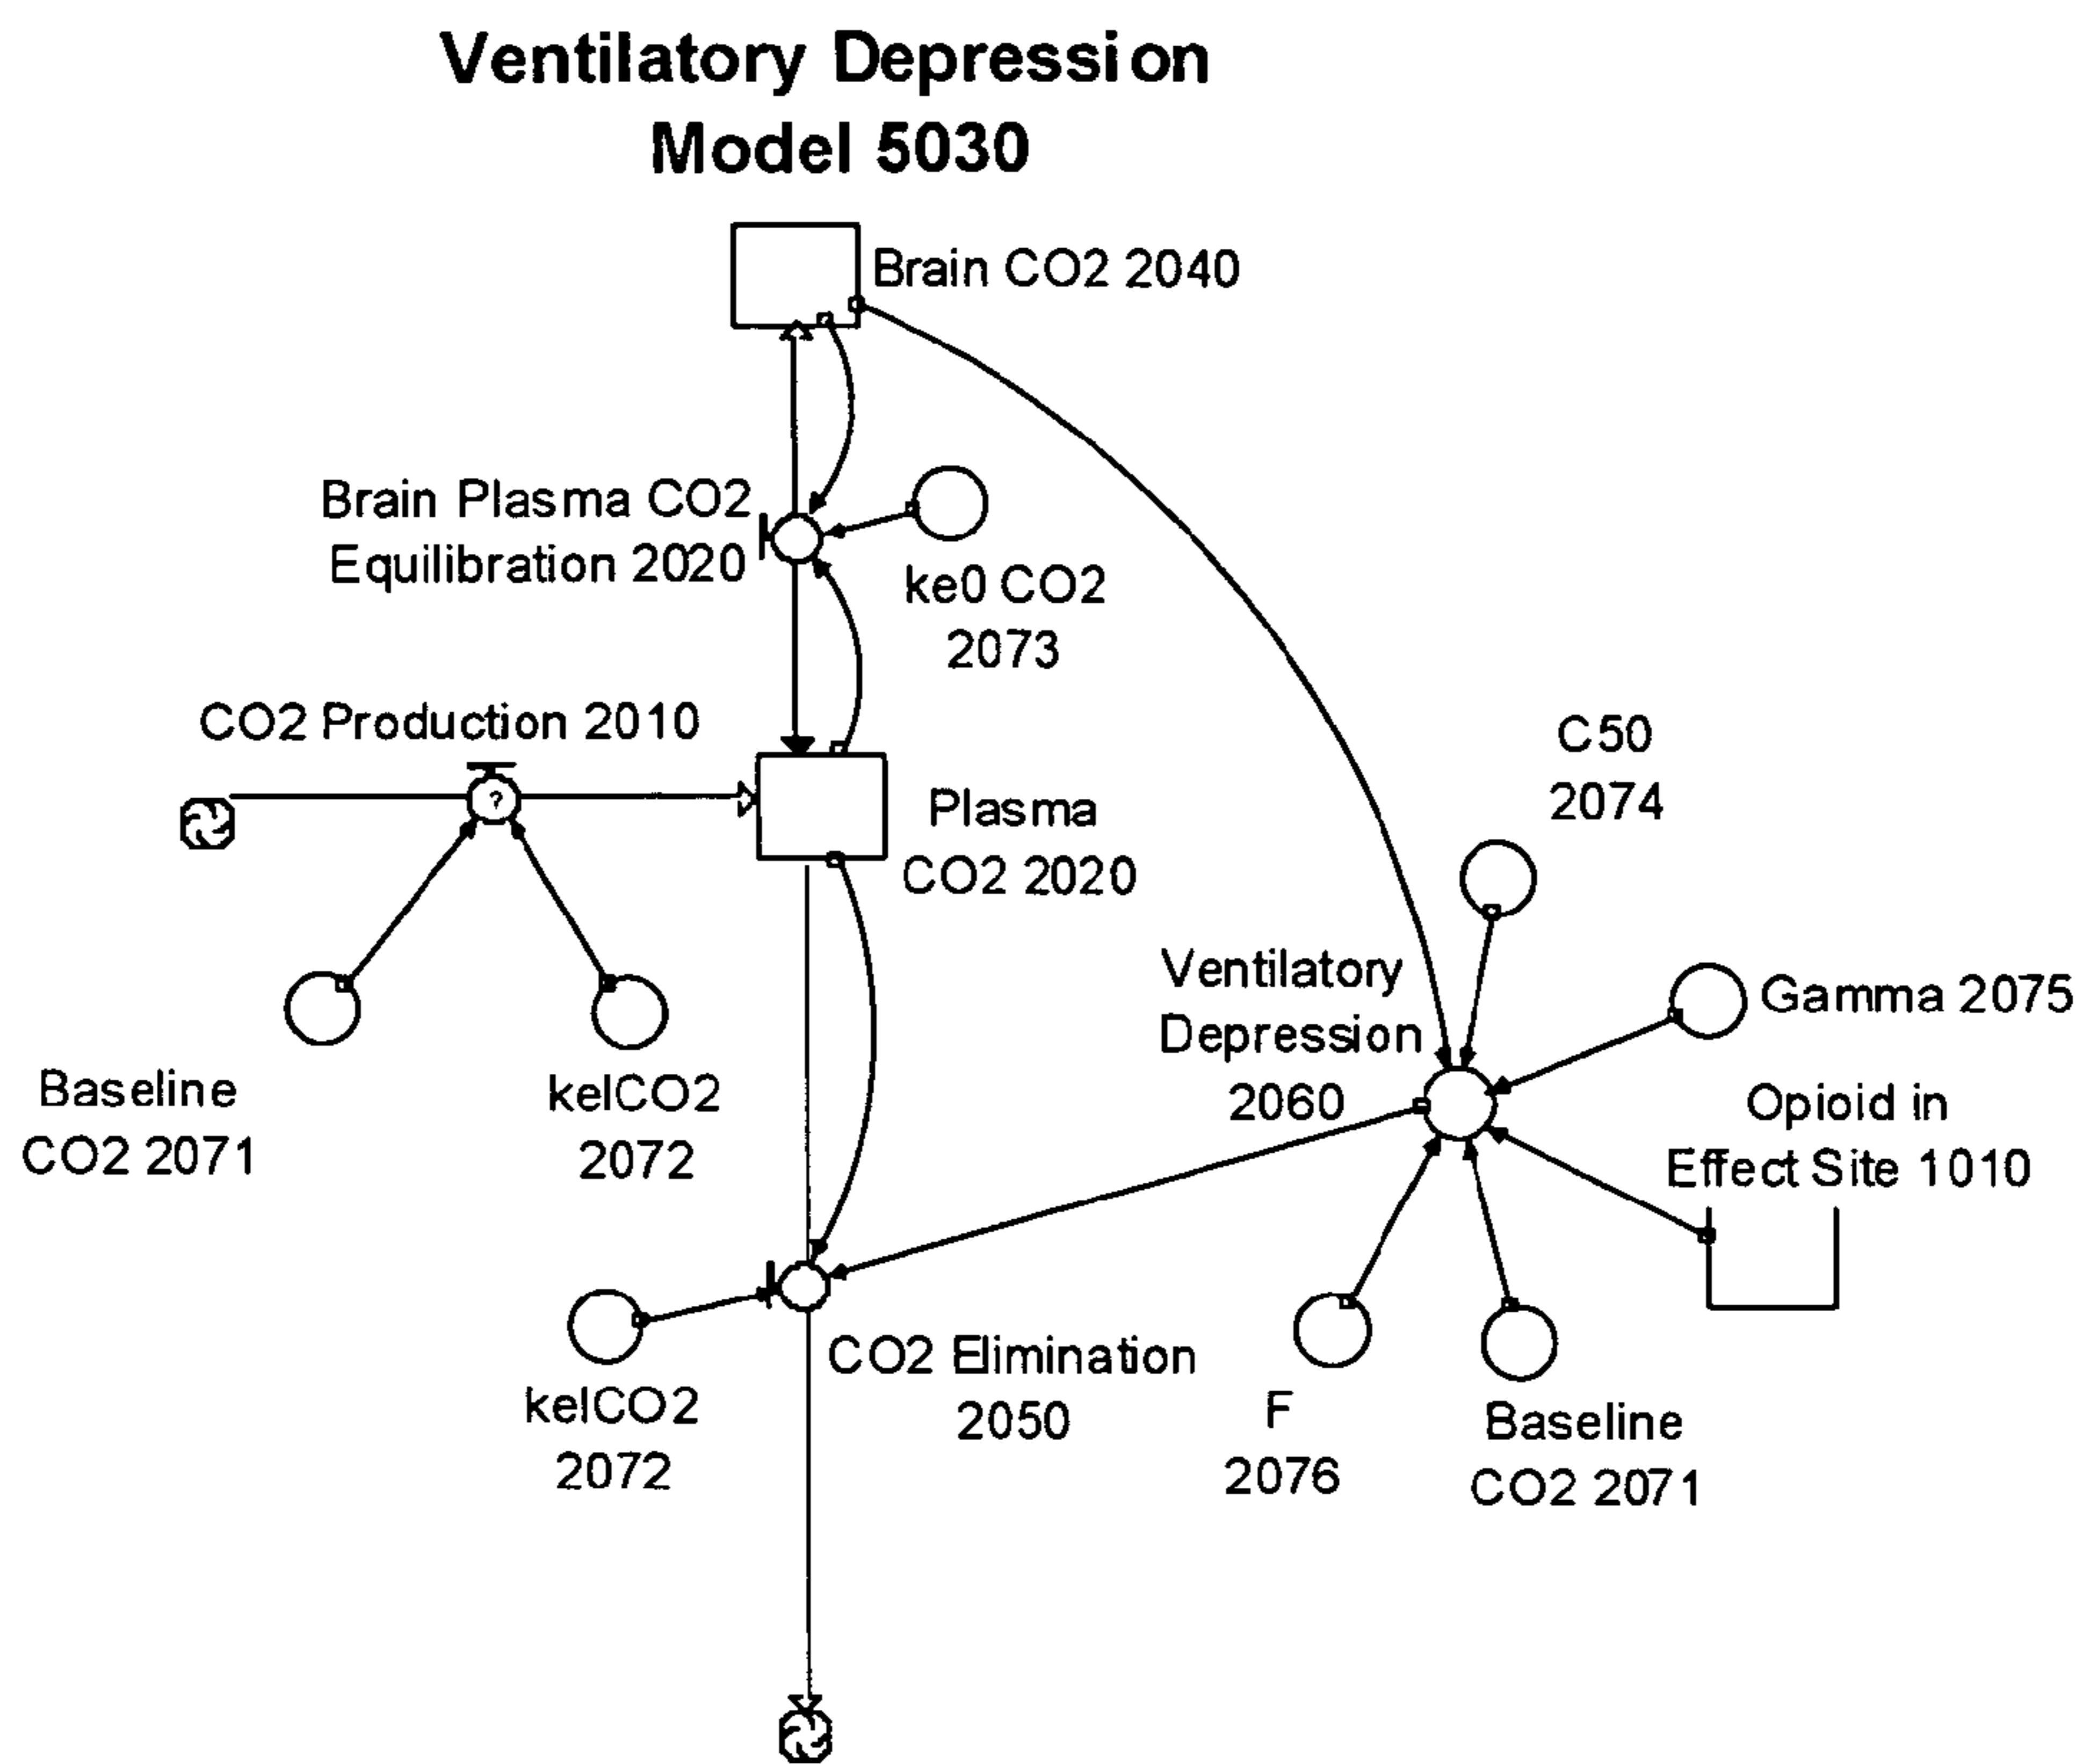 Ventilatory Depression
Model 5030
Brain CO2 2040
Brain Plasma CO2
Equilibration 2020
ke0 CO2
2073
CO2 Production 2010
?
Plasma
CO2 2020
C50
2074
Baseline
CO2 2071
kelCO2
2072
Ventilatory
Depression
2060
Gamma 2075
Opioid in
Effect Site 1010
kelCO2
2072
CO2 Elimination
2050
F
2076
Baseline
CO2 2071